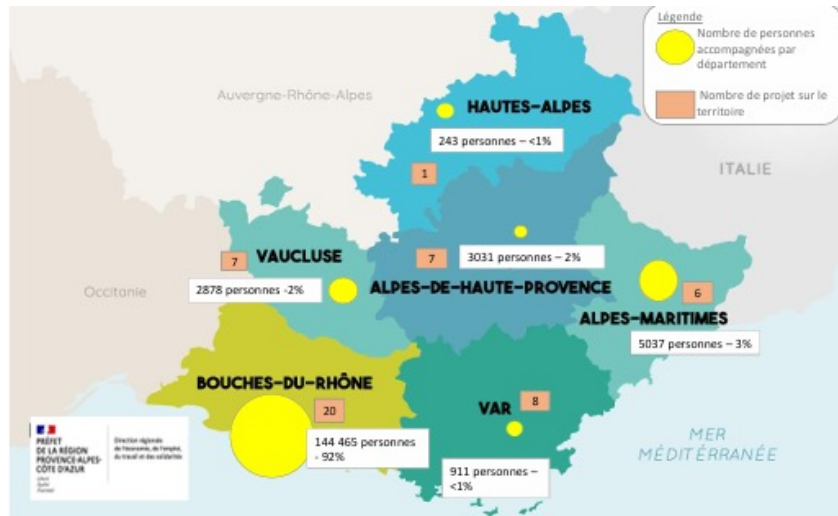 Légende
Nombre de personnes
accompagnées par
département
Nombre de projet sur le
territoire
Auvergne-Rhône-Alpes
HAUTES-ALPES
243 personnes – <1%
1
ITALIE
7
VAUCLUSE
2878 personnes -2%
Occitanie
7
3031 personnes – 2%
ALPES-DE-HAUTE-PROVENCE
6
ALPES-MARITIMES
5037 personnes – 3%
BOUCHES-DU-RHÔNE
20
144 465 personnes
- 92%
VAR
8
911 personnes –
<1%
MER
MÉDITÉRRANÉE
PRÉFET
DE LA RÉGION
PROVENCE-ALPES-
CÔTE D'AZUR
Liberté
Égalité
Fraternité
Direction régionale
de l'économie, de l'emploi,
du travail et des solidarités